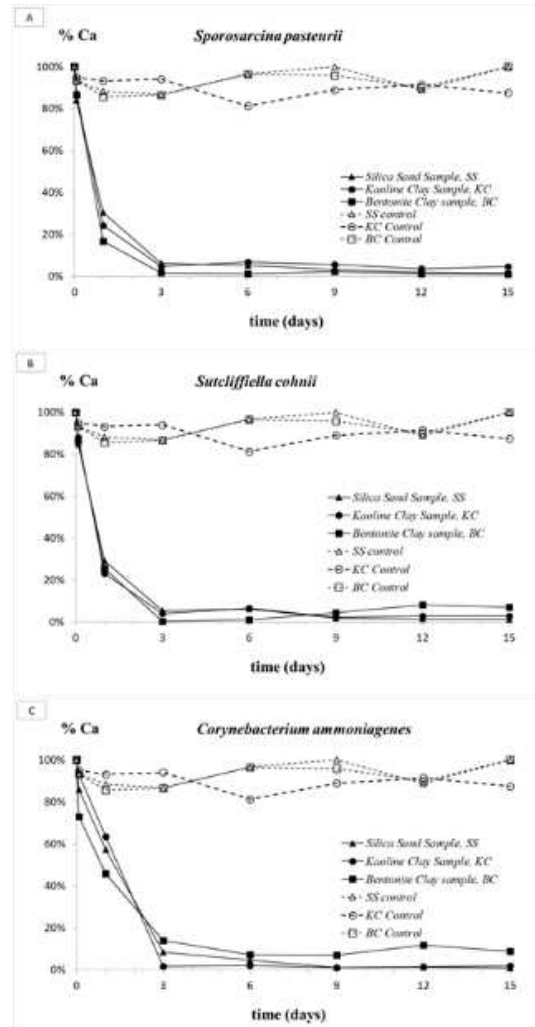 A
% Ca
Sporosarcina pasteurii
100%
80%
60%
40%
20%
0%
Silica Sand Sample, SS
Kaoline Clay Sample, KC
Bentonite Clay sample, BC
SS control
KC Control
BC Control
0 3 6 9 12 15
time (days)
B
% Ca
Sutcliffiella cohnii
100%
80%
60%
40%
20%
0%
Silica Sand Sample, SS
Kaoline Clay Sample, KC
Bentonite Clay sample, BC
SS control
KC Control
BC Control
0 3 6 9 12 15
time (days)
C
% Ca
Corynebacterium ammoniagenes
100%
80%
60%
40%
20%
0%
Silica Sand Sample, SS
Kaoline Clay Sample, KC
Bentonite Clay sample, BC
SS control
KC Control
BC Control
0 3 6 9 12 15
time (days)